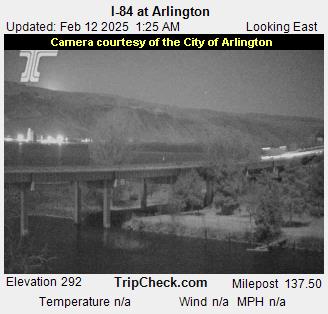 I-84 at Arlington
Updated: Feb 12 2025 1:25 AM Looking East
Camera courtesy of the City of Arlington
Elevation 292 TripCheck.com Milepost 137.50
Temperature n/a Wind n/a MPH n/a